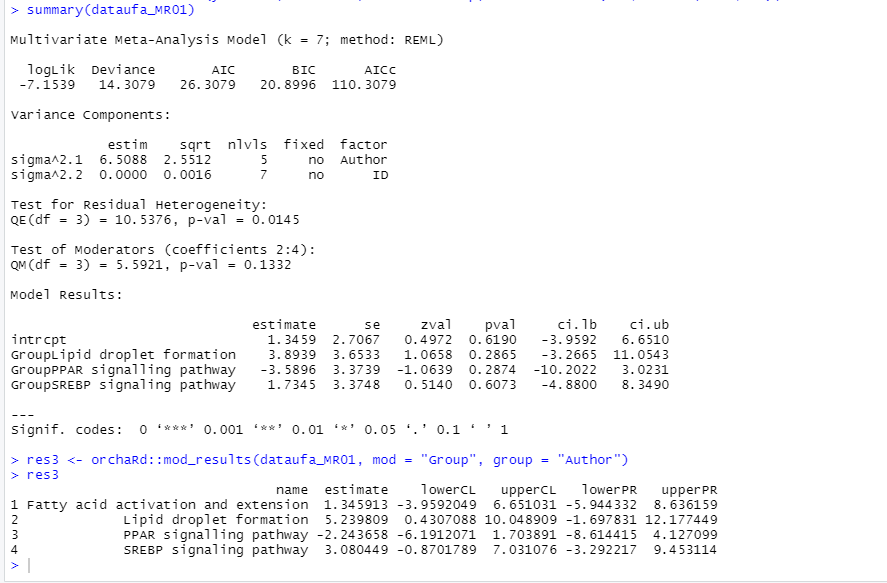 > summary(dataufa_MR01)
Multivariate Meta-Analysis Model (k = 7; method: REML)
logLik Deviance AIC BIC AICc
-7.1539 14.3079 26.3079 20.8996 110.3079
Variance Components:
estim sqrt nlvls fixed factor
sigma^2.1 6.5088 2.5512 5 no Author
sigma^2.2 0.0000 0.0016 7 no ID
Test for Residual Heterogeneity:
QE(df = 3) = 10.5376, p-val = 0.0145
Test of Moderators (coefficients 2:4):
QM(df = 3) = 5.5921, p-val = 0.1332
Model Results:
estimate se zval pval ci.lb ci.ub
intrcpt 1.3459 2.7067 0.4972 0.6190 -3.9592 6.6510
GroupLipid droplet formation 3.8939 3.6533 1.0658 0.2865 -3.2665 11.0543
GroupPPAR signalling pathway -3.5896 3.3739 -1.0639 0.2874 -10.2022 3.0231
GroupSREBP signaling pathway 1.7345 3.3748 0.5140 0.6073 -4.8800 8.3490
---
Signif. codes: 0 ‘***’ 0.001 ‘**’ 0.01 ‘*’ 0.05 ‘.’ 0.1 ‘ ’ 1
> res3 <- orchaRd::mod_results(dataufa_MR01, mod = "Group", group = "Author")
> res3
name estimate lowerCL upperCL lowerPR upperPR
1 Fatty acid activation and extension 1.345913 -3.9592049 6.651031 -5.944332 8.636159
2 Lipid droplet formation 5.239809 0.4307088 10.048909 -1.697831 12.177449
3 PPAR signalling pathway -2.243658 -6.1912071 1.703891 -8.614415 4.127099
4 SREBP signaling pathway 3.080449 -0.8701789 7.031076 -3.292217 9.453114
>